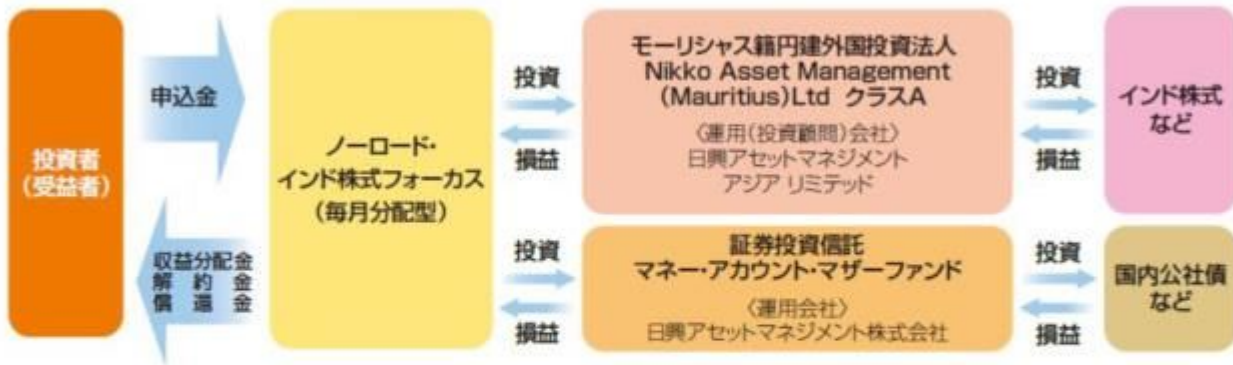 投資者
(受益者)
申込金
収益分配金
解約金
償還金
ノーロード・
インド株式フォーカス
(毎月分配型)
投資
損益
モーリシャス籍円建外国投資法人
Nikko Asset Management
(Mauritius)Ltd クラスA
〈運用(投資顧問)会社〉
日興アセットマネジメント
アジア リミテッド
投資
損益
インド株式
など
投資
損益
証券投資信託
マネー・アカウント・マザーファンド
〈運用会社〉
日興アセットマネジメント株式会社
投資
損益
国内公社債
など